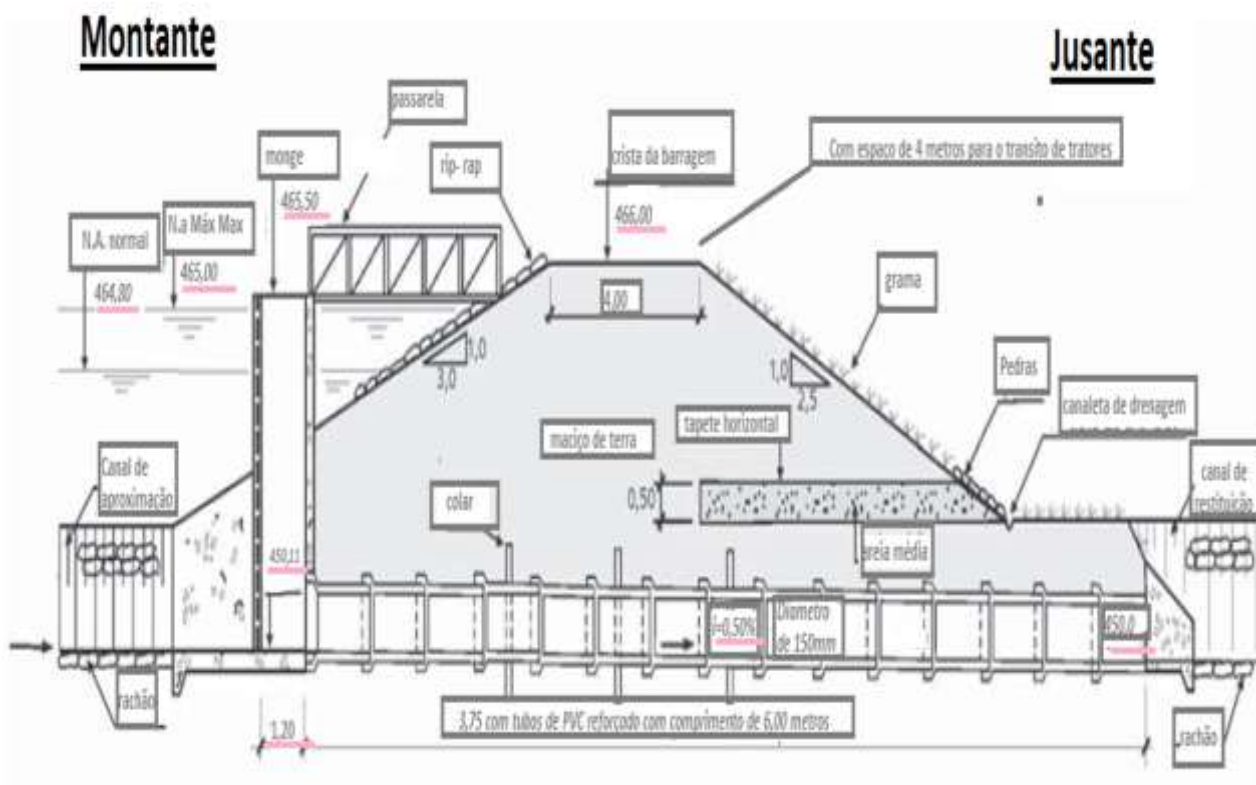 Montante
Jusante
passarela
monge
rip- rap
crista da barragem
Com espaço de 4 metros para o transito de tratores
465,50
466,00
N.A. normal
N.a Máx Max
464,80
465,00
grama
4,00
1,0
3,0
1,0
2,5
Pedras
canaleta de drenagem
tapete horizontal
maciço de terra
Canal de
aproximação
canal de
restituição
colar
0,50
areia média
450,11
i=0,50%
Diametro
de 150mm
450,0
rachão
3,75 com tubos de PVC reforçado com comprimento de 6,00 metros
1.20
rachão